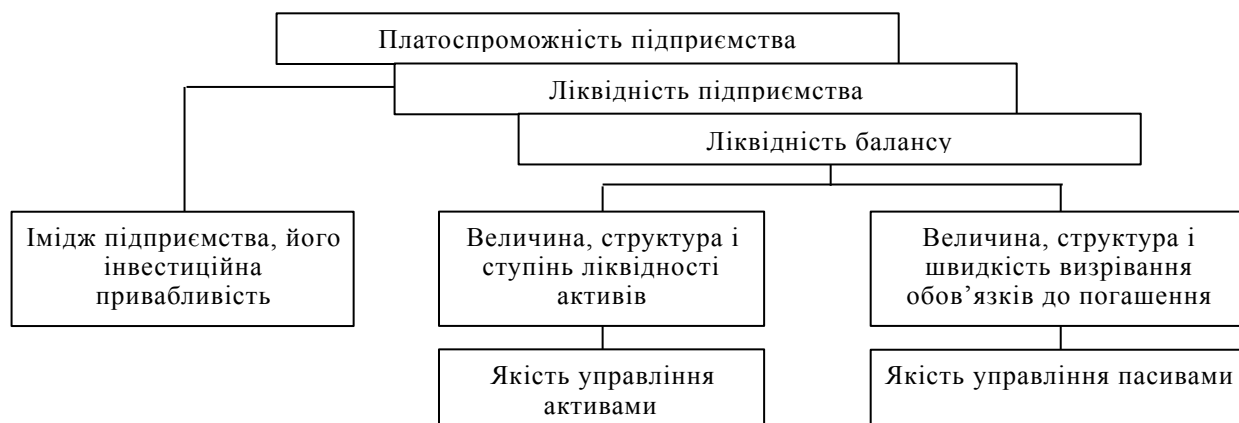 Платоспроможність підприємства
Ліквідність підприємства
Ліквідність балансу
Імідж підприємства, його
інвестиційна
привабливість
Величина, структура і
ступінь ліквідності
активів
Величина, структура і
швидкість визрівання
обов’язків до погашення
Якість управління
активами
Якість управління пасивами